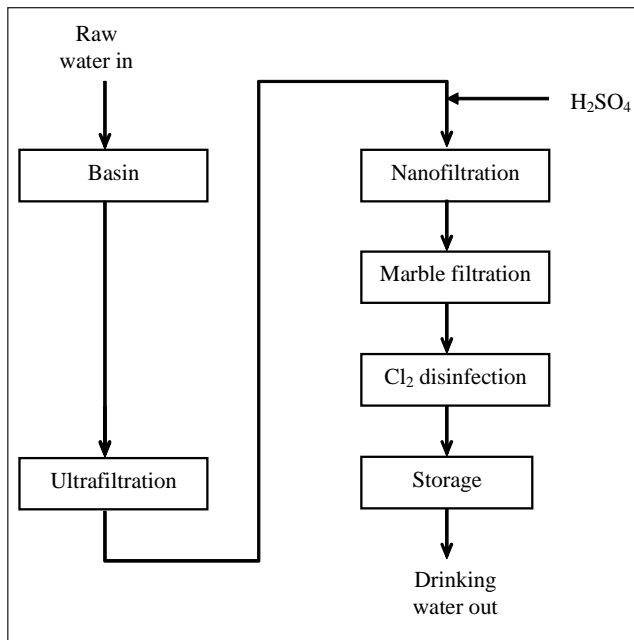 Raw
water in
Basin
Ultrafiltration
H₂SO₄
Nanofiltration
Marble filtration
Cl₂ disinfection
Storage
Drinking
water out